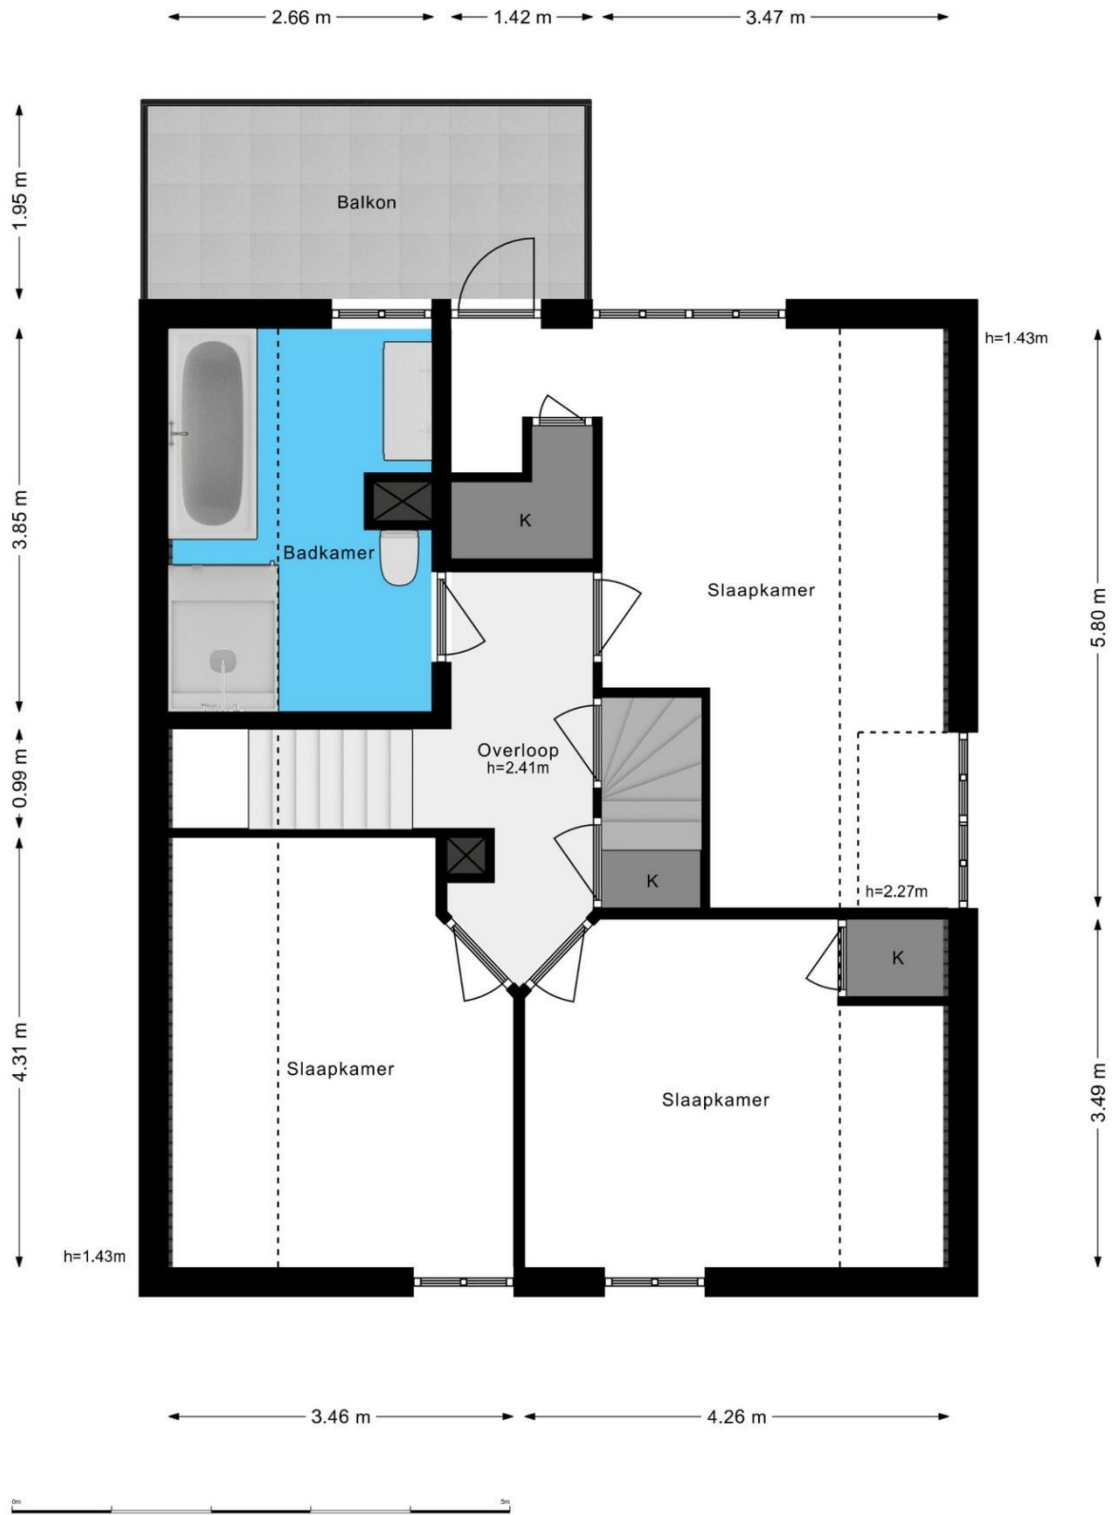 2.66 m
1.42 m
3.47 m
1.95 m
Balkon
h=1.43m
3.85 m
K
Badkamer
Slaapkamer
5.80 m
0.99 m
Overloop
h=2.41m
K
h=2.27m
K
4.31 m
Slaapkamer
Slaapkamer
3.49 m
h=1.43m
3.46 m
4.26 m
0m
5m